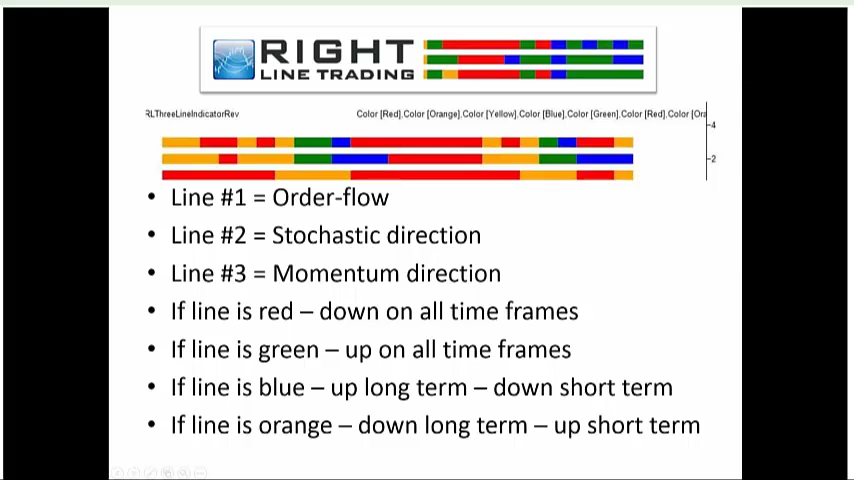 RIGHT
LINE TRADING
RLThreeLineIndicatorRev
Color [Red],Color [Orange],Color [Yellow],Color [Blue],Color [Green],Color [Red],Color [Ora
4
2
• Line #1 = Order-flow
• Line #2 = Stochastic direction
• Line #3 = Momentum direction
• If line is red – down on all time frames
• If line is green – up on all time frames
• If line is blue – up long term – down short term
• If line is orange – down long term – up short term